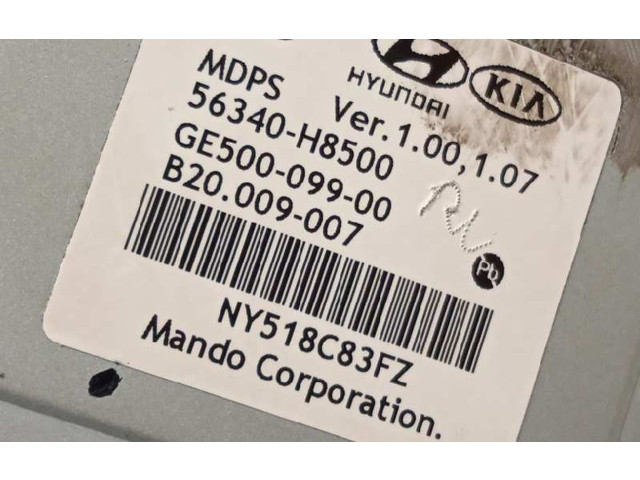 HYUNDAI KIA
MDPS Ver.1.00,1.07
56340-H8500
GE500-099-00
B20.009-007
Pb
NY518C83FZ
Mando Corporation.